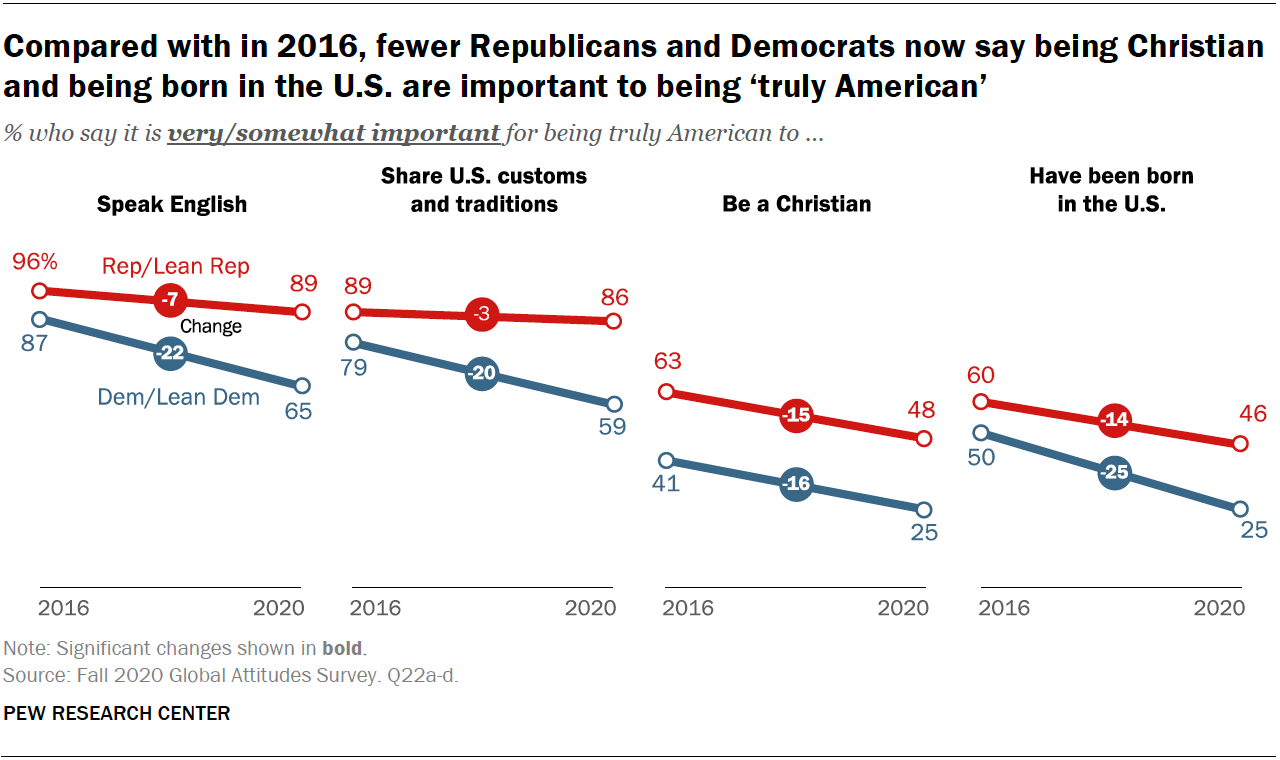 Compared with in 2016, fewer Republicans and Democrats now say being Christian
and being born in the U.S. are important to being ‘truly American’
% who say it is very/somewhat important for being truly American to ...
Speak English
96%
Rep/Lean Rep
89
-7
Change
87
-22
Dem/Lean Dem
65
2016
2020
Share U.S. customs
and traditions
89
86
-3
79
-20
59
2016
2020
Be a Christian
63
48
-15
41
-16
25
2016
2020
Have been born
in the U.S.
60
46
-14
50
-25
25
2016
2020
Note: Significant changes shown in bold.
Source: Fall 2020 Global Attitudes Survey. Q22a-d.
PEW RESEARCH CENTER